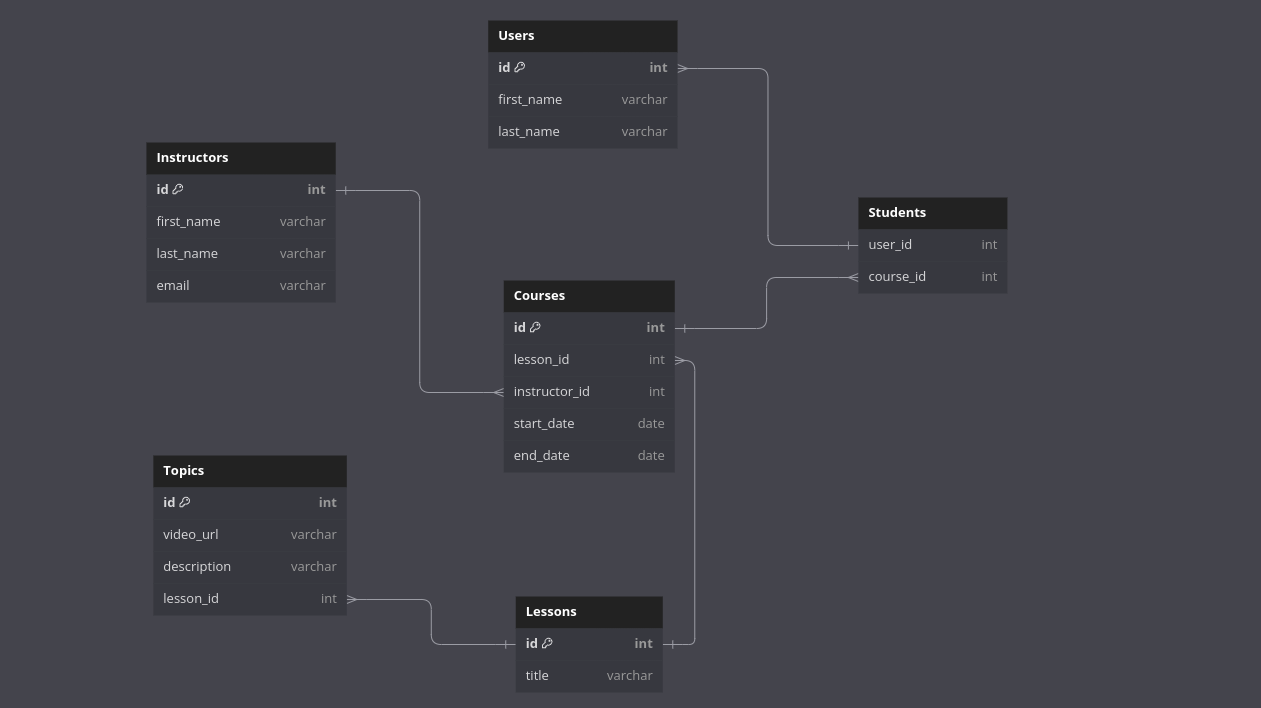 Users
id int
first_name varchar
last_name varchar
Instructors
id int
first_name varchar
last_name varchar
email varchar
Students
user_id int
course_id int
Courses
id int
lesson_id int
instructor_id int
start_date date
end_date date
Topics
id int
video_url varchar
description varchar
lesson_id int
Lessons
id int
title varchar